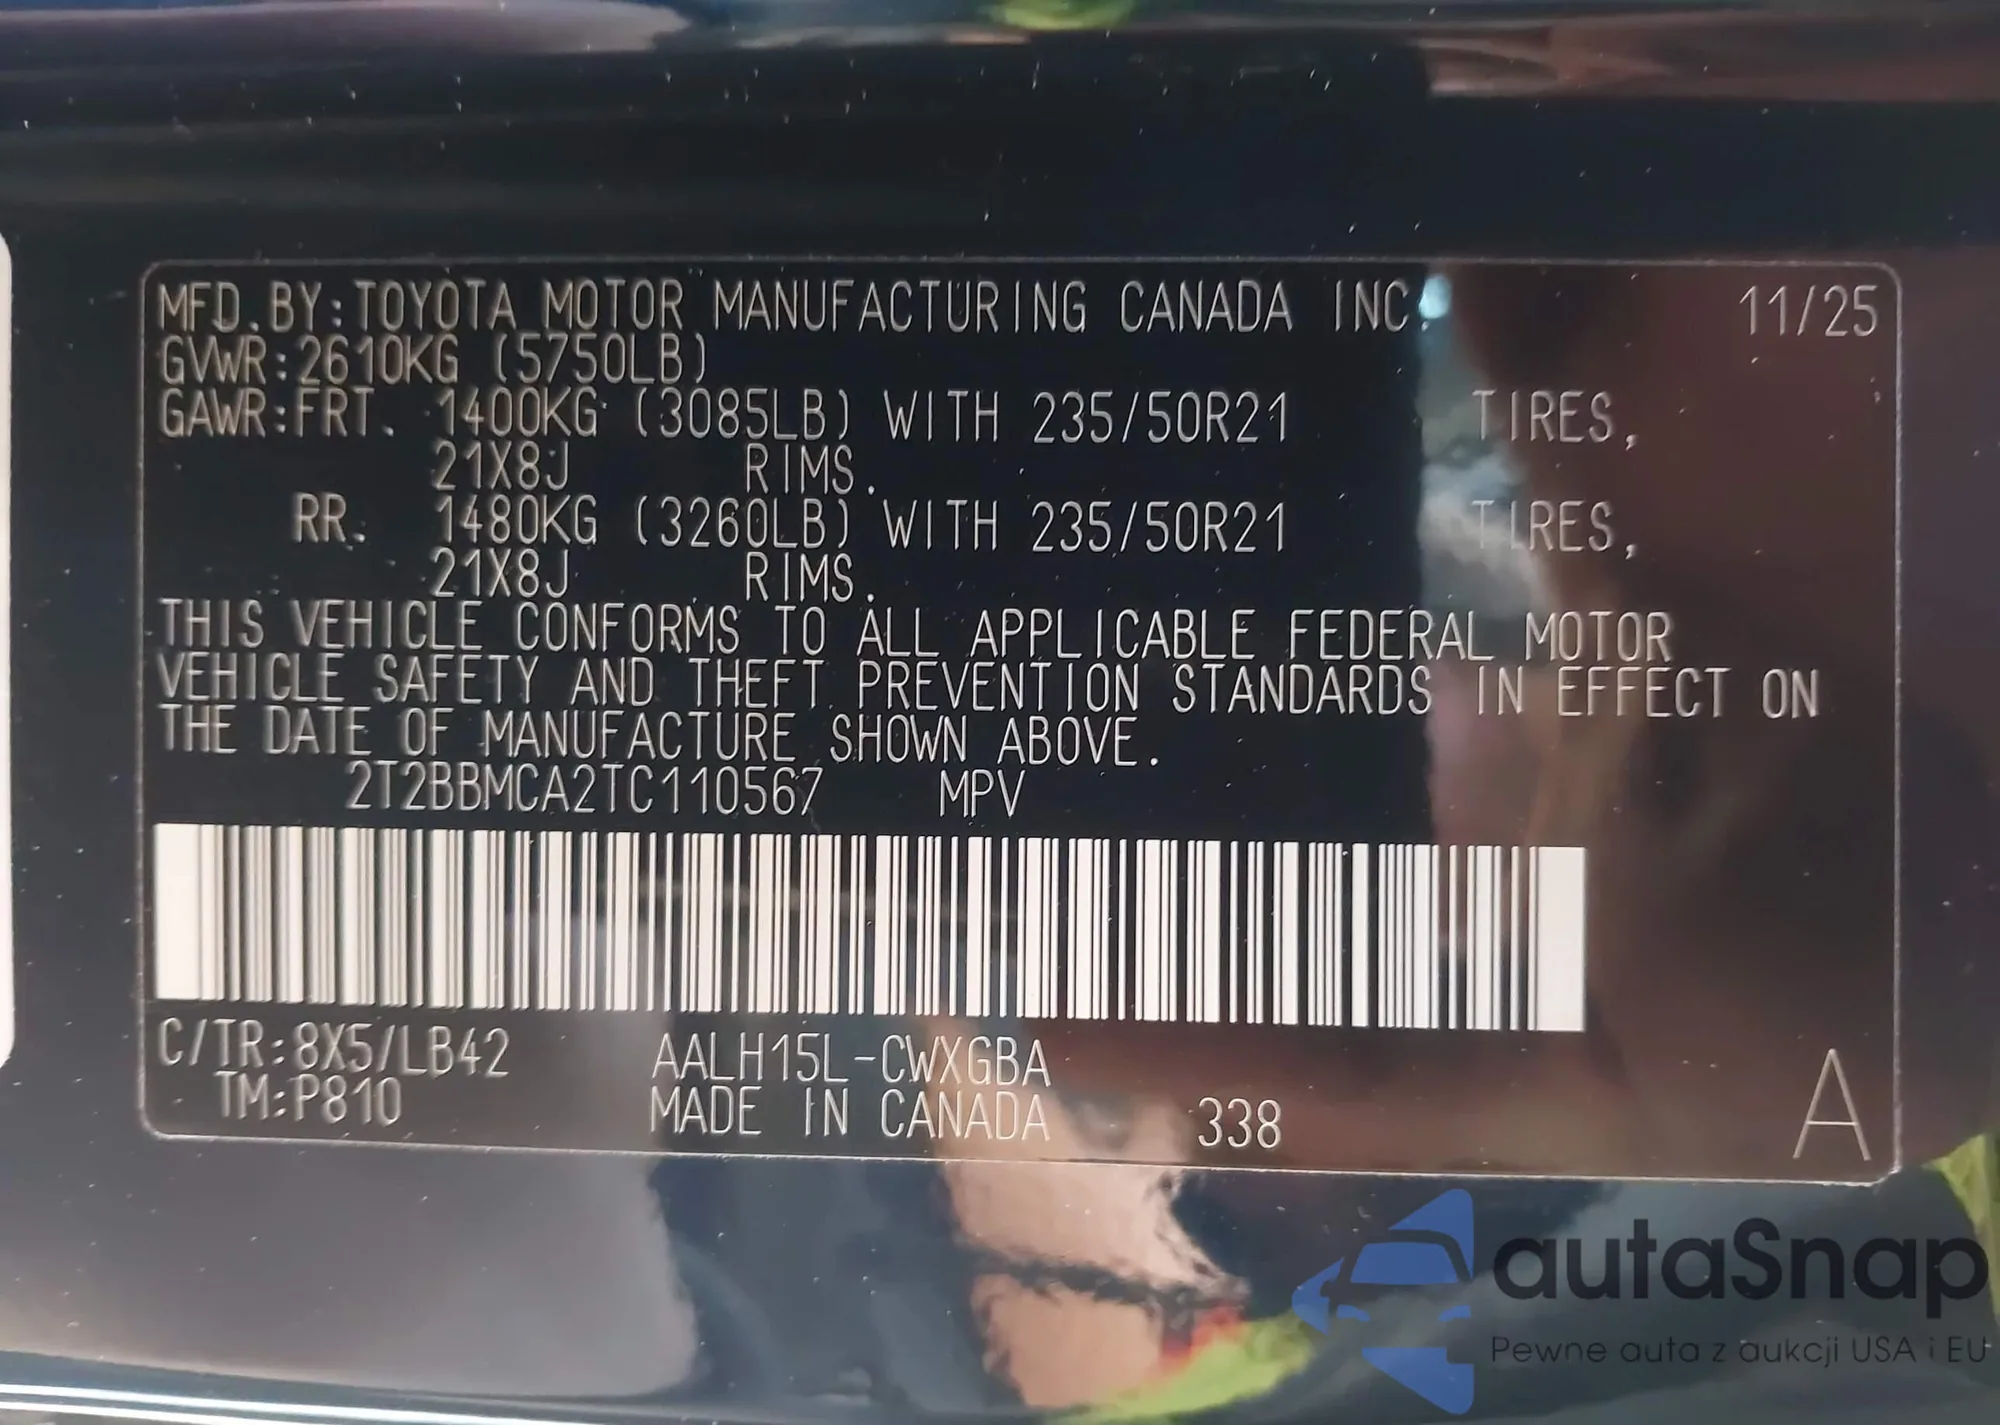 MFD. BY: TOYOTA MOTOR MANUFACTURING CANADA INC. 11/25
GVWR: 2610KG (5750LB)
GAWR: FRT. 1400KG (3085LB) WITH 235/50R21 TIRES,
21X8J RIMS.
RR. 1480KG (3260LB) WITH 235/50R21 TIRES,
21X8J RIMS.
THIS VEHICLE CONFORMS TO ALL APPLICABLE FEDERAL MOTOR
VEHICLE SAFETY AND THEFT PREVENTION STANDARDS IN EFFECT ON
THE DATE OF MANUFACTURE SHOWN ABOVE.
2T2BBMCA2TC110567 MPV
C/TR: 8X5/LB42 AALH15L-CWXGBA
TM: P810 MADE IN CANADA 338 A
autaSnap
Pewne auta z aukcji USA i EU